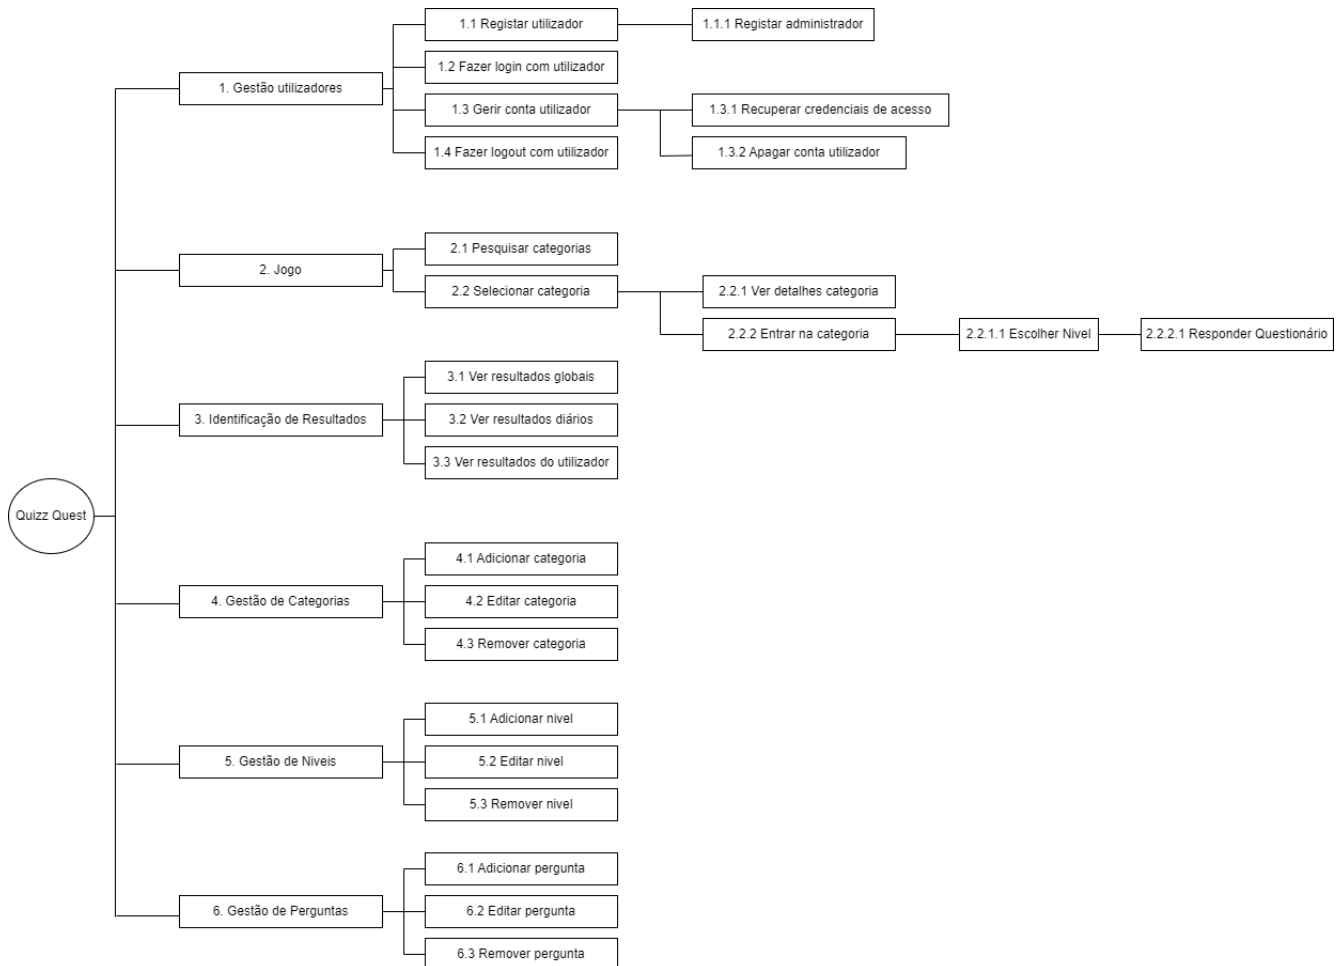 1.1 Registar utilizador
1.1.1 Registar administrador
1.2 Fazer login com utilizador
1. Gestão utilizadores
1.3 Gerir conta utilizador
1.3.1 Recuperar credenciais de acesso
1.4 Fazer logout com utilizador
1.3.2 Apagar conta utilizador
2.1 Pesquisar categorias
2. Jogo
2.2 Selecionar categoria
2.2.1 Ver detalhes categoria
2.2.2 Entrar na categoria
2.2.1.1 Escolher Nivel
2.2.2.1 Responder Questionário
3.1 Ver resultados globais
3. Identificação de Resultados
3.2 Ver resultados diários
3.3 Ver resultados do utilizador
Quizz Quest
4.1 Adicionar categoria
4. Gestão de Categorias
4.2 Editar categoria
4.3 Remover categoria
5.1 Adicionar nivel
5. Gestão de Niveis
5.2 Editar nivel
5.3 Remover nivel
6.1 Adicionar pergunta
6. Gestão de Perguntas
6.2 Editar pergunta
6.3 Remover pergunta